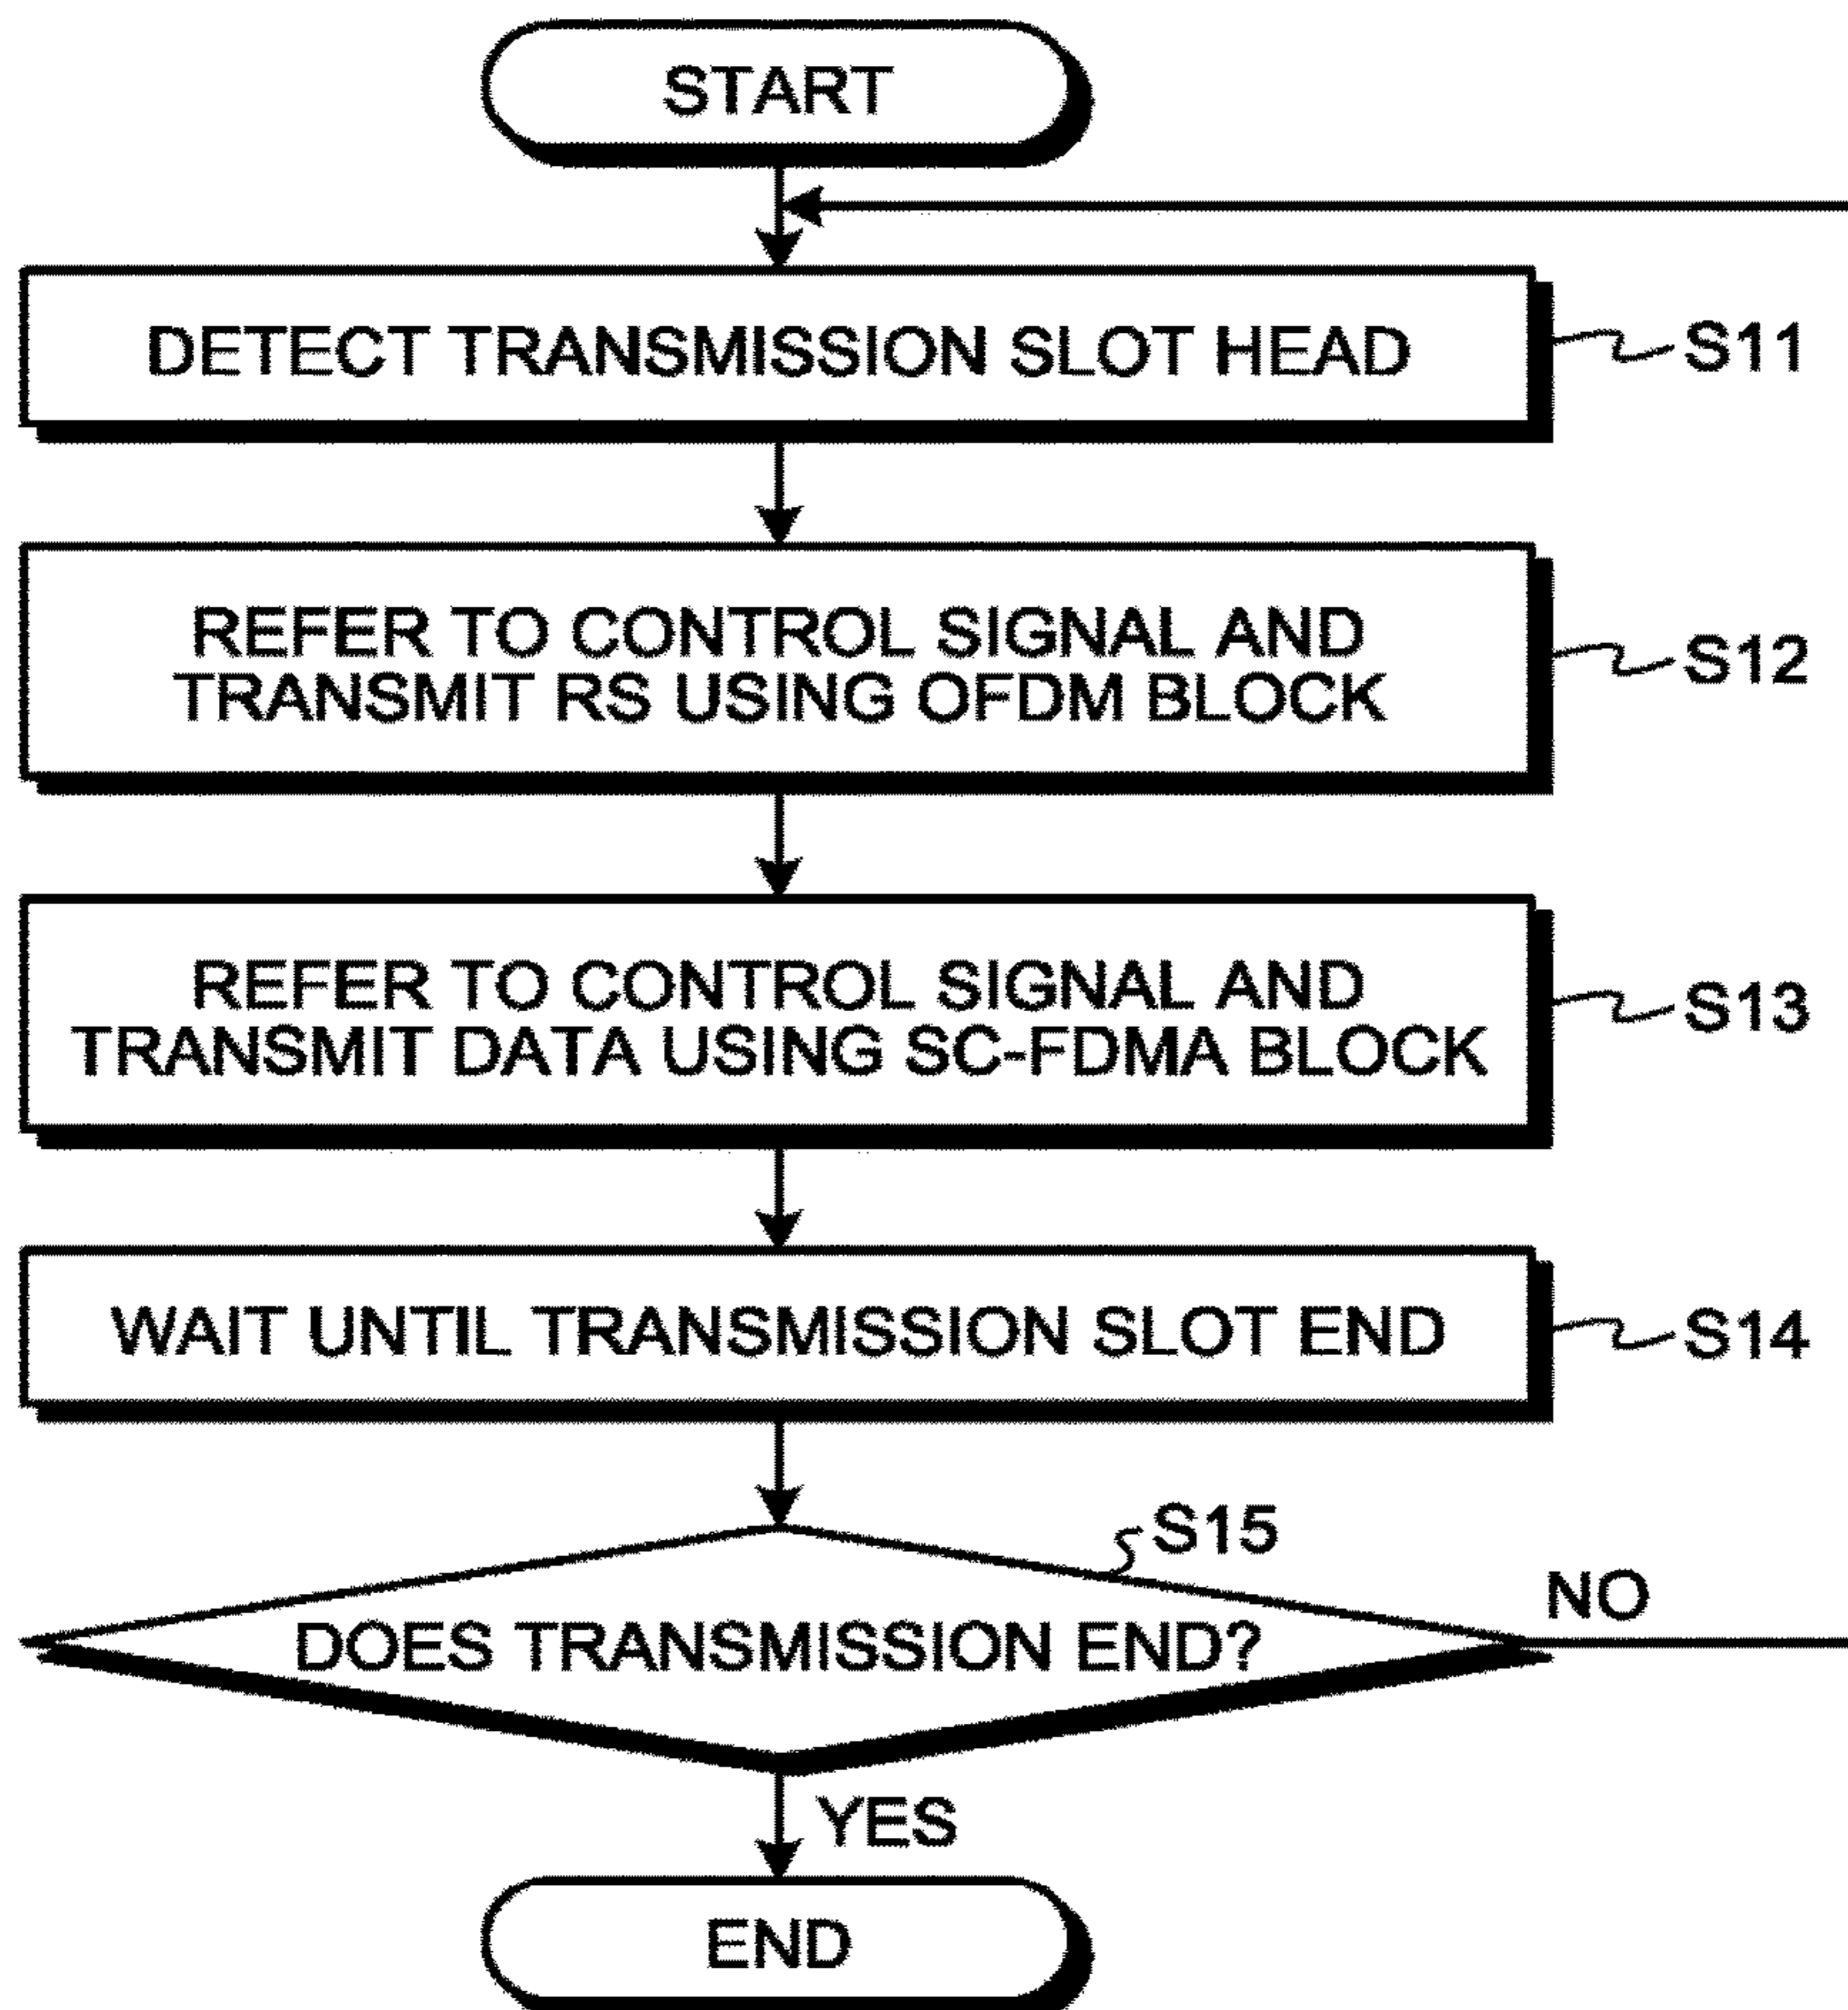 START
DETECT TRANSMISSION SLOT HEAD
S11
REFER TO CONTROL SIGNAL AND
TRANSMIT RS USING OFDM BLOCK
S12
REFER TO CONTROL SIGNAL AND
TRANSMIT DATA USING SC-FDMA BLOCK
S13
WAIT UNTIL TRANSMISSION SLOT END
S14
S15
DOES TRANSMISSION END?
NO
YES
END